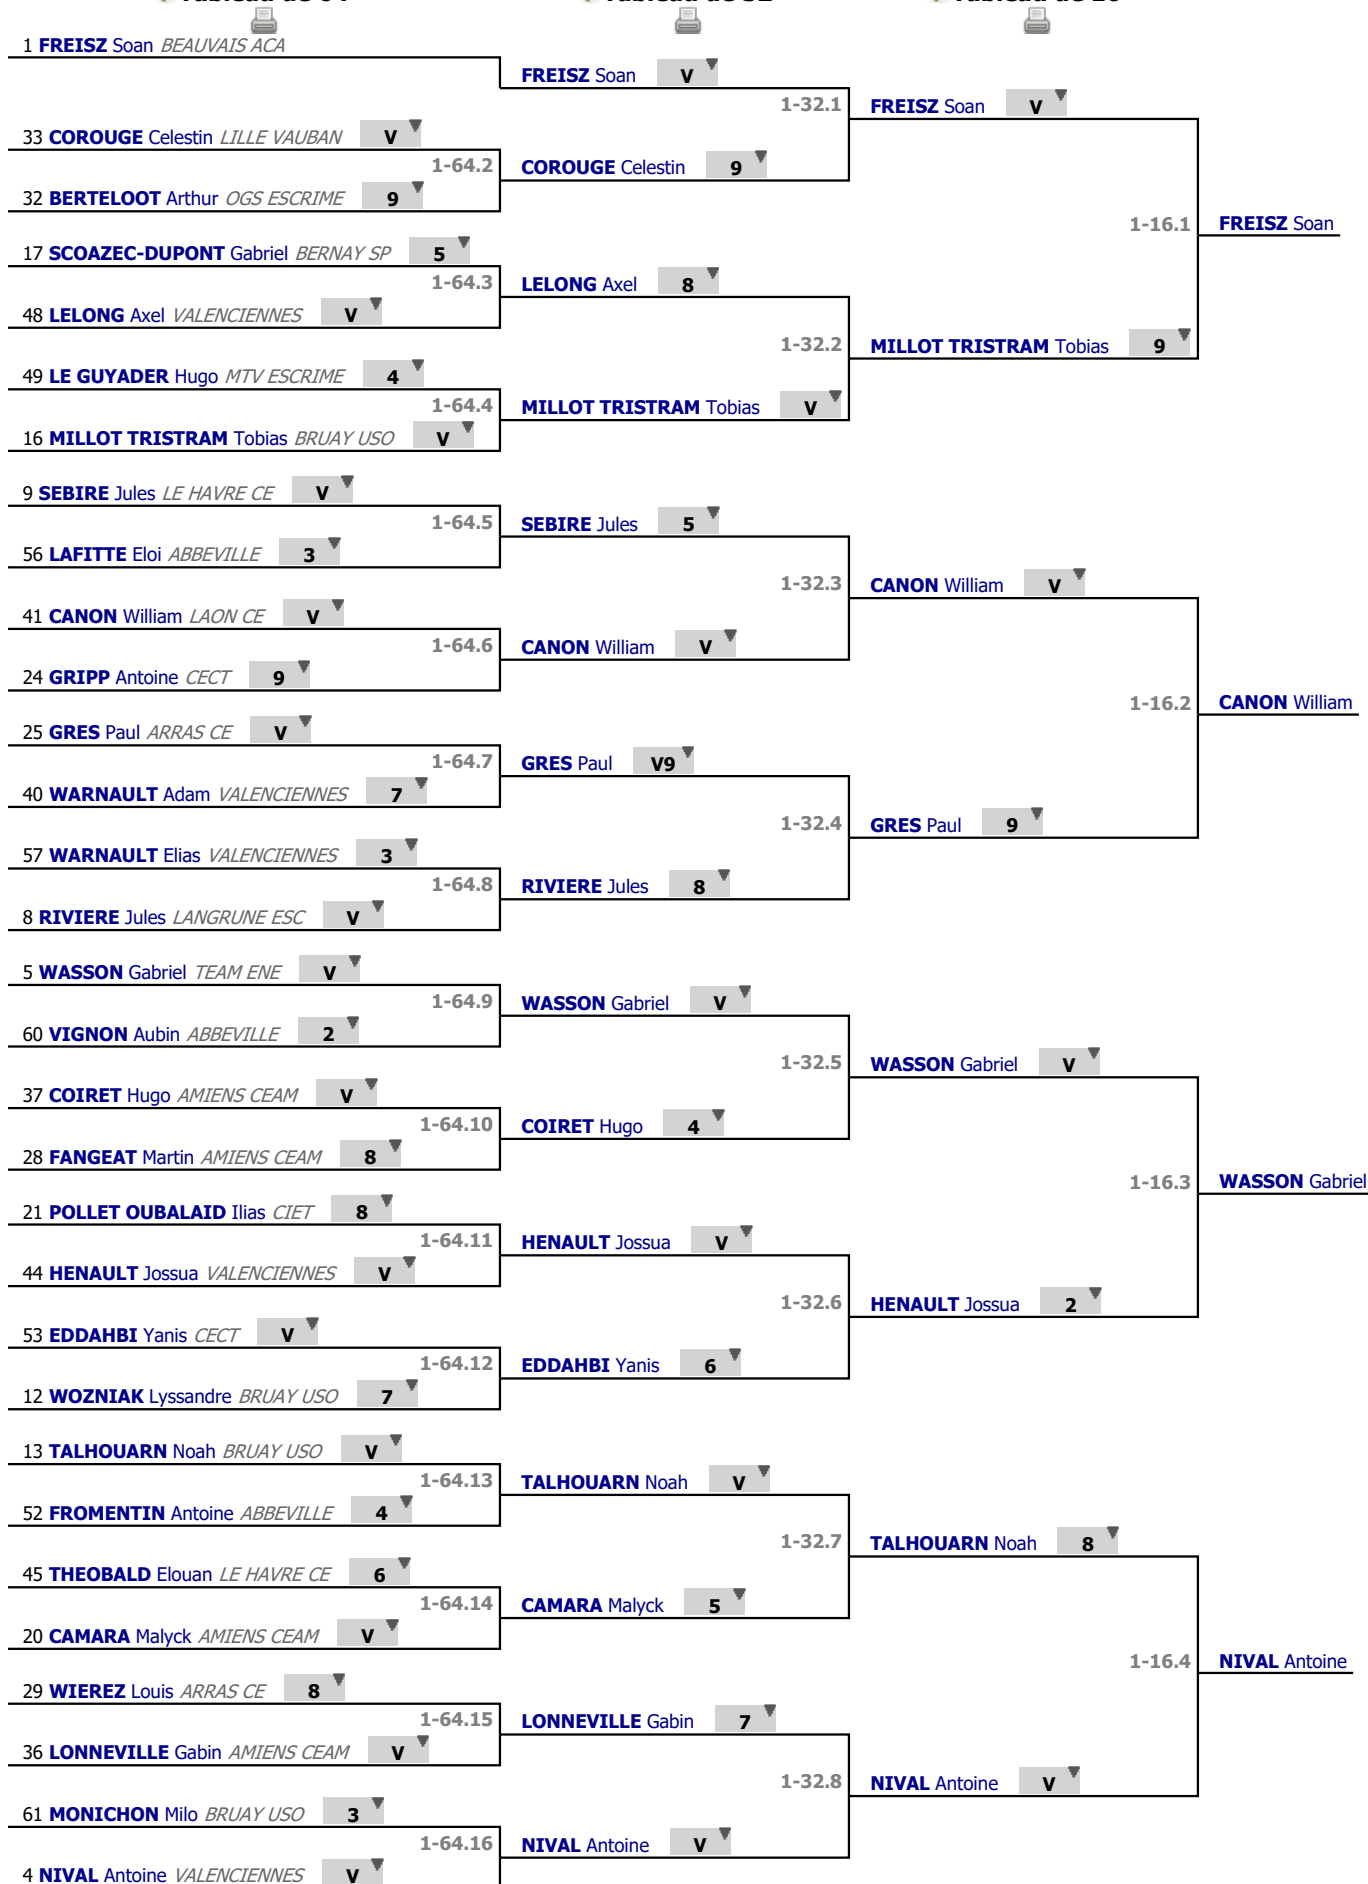 Tableau de 64 Tableau de 32 Tableau de 16
1 FREISZ Soan BEAUVAIS ACA
FREISZ Soan V
1-32.1
FREISZ Soan V
33 COROUGE Celestin LILLE VAUBAN V
1-64.2
COROUGE Celestin 9
32 BERTELOOT Arthur OGS ESCRIME 9
1-16.1
FREISZ Soan
17 SCOAZEC-DUPONT Gabriel BERNAY SP 5
1-64.3
LELONG Axel 8
48 LELONG Axel VALENCIENNES V
1-32.2
MILLOT TRISTRAM Tobias 9
49 LE GUYADER Hugo MTV ESCRIME 4
1-64.4
MILLOT TRISTRAM Tobias V
16 MILLOT TRISTRAM Tobias BRUAY USO V
9 SEBIRE Jules LE HAVRE CE V
1-64.5
SEBIRE Jules 5
56 LAFITTE Eloi ABBEVILLE 3
1-32.3
CANON William V
41 CANON William LAON CE V
1-64.6
CANON William V
24 GRIPP Antoine CECT 9
1-16.2
CANON William
25 GRES Paul ARRAS CE V
1-64.7
GRES Paul V9
40 WARNAULT Adam VALENCIENNES 7
1-32.4
GRES Paul 9
57 WARNAULT Elias VALENCIENNES 3
1-64.8
RIVIERE Jules 8
8 RIVIERE Jules LANGRUNE ESC V
5 WASSON Gabriel TEAM ENE V
1-64.9
WASSON Gabriel V
60 VIGNON Aubin ABBEVILLE 2
1-32.5
WASSON Gabriel V
37 COIRET Hugo AMIENS CEAM V
1-64.10
COIRET Hugo 4
28 FANGEAT Martin AMIENS CEAM 8
1-16.3
WASSON Gabriel
21 POLLET OUBALAID Ilias CIET 8
1-64.11
HENAULT Jossua V
44 HENAULT Jossua VALENCIENNES V
1-32.6
HENAULT Jossua 2
53 EDDAHBI Yanis CECT V
1-64.12
EDDAHBI Yanis 6
12 WOZNIAK Lyssandre BRUAY USO 7
13 TALHOUARN Noah BRUAY USO V
1-64.13
TALHOUARN Noah V
52 FROMENTIN Antoine ABBEVILLE 4
1-32.7
TALHOUARN Noah 8
45 THEOBALD Elouan LE HAVRE CE 6
1-64.14
CAMARA Malyck 5
20 CAMARA Malyck AMIENS CEAM V
1-16.4
NIVAL Antoine
29 WIEREZ Louis ARRAS CE 8
1-64.15
LONNEVILLE Gabin 7
36 LONNEVILLE Gabin AMIENS CEAM V
1-32.8
NIVAL Antoine V
61 MONICHON Milo BRUAY USO 3
1-64.16
NIVAL Antoine V
4 NIVAL Antoine VALENCIENNES V